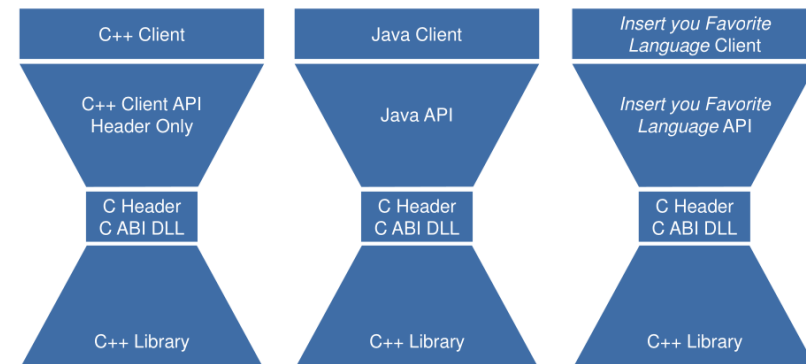 C++ Client
C++ Client API
Header Only
C Header
C ABI DLL
C++ Library
Java Client
Java API
C Header
C ABI DLL
C++ Library
Insert you Favorite
Language Client
Insert you Favorite
Language API
C Header
C ABI DLL
C++ Library